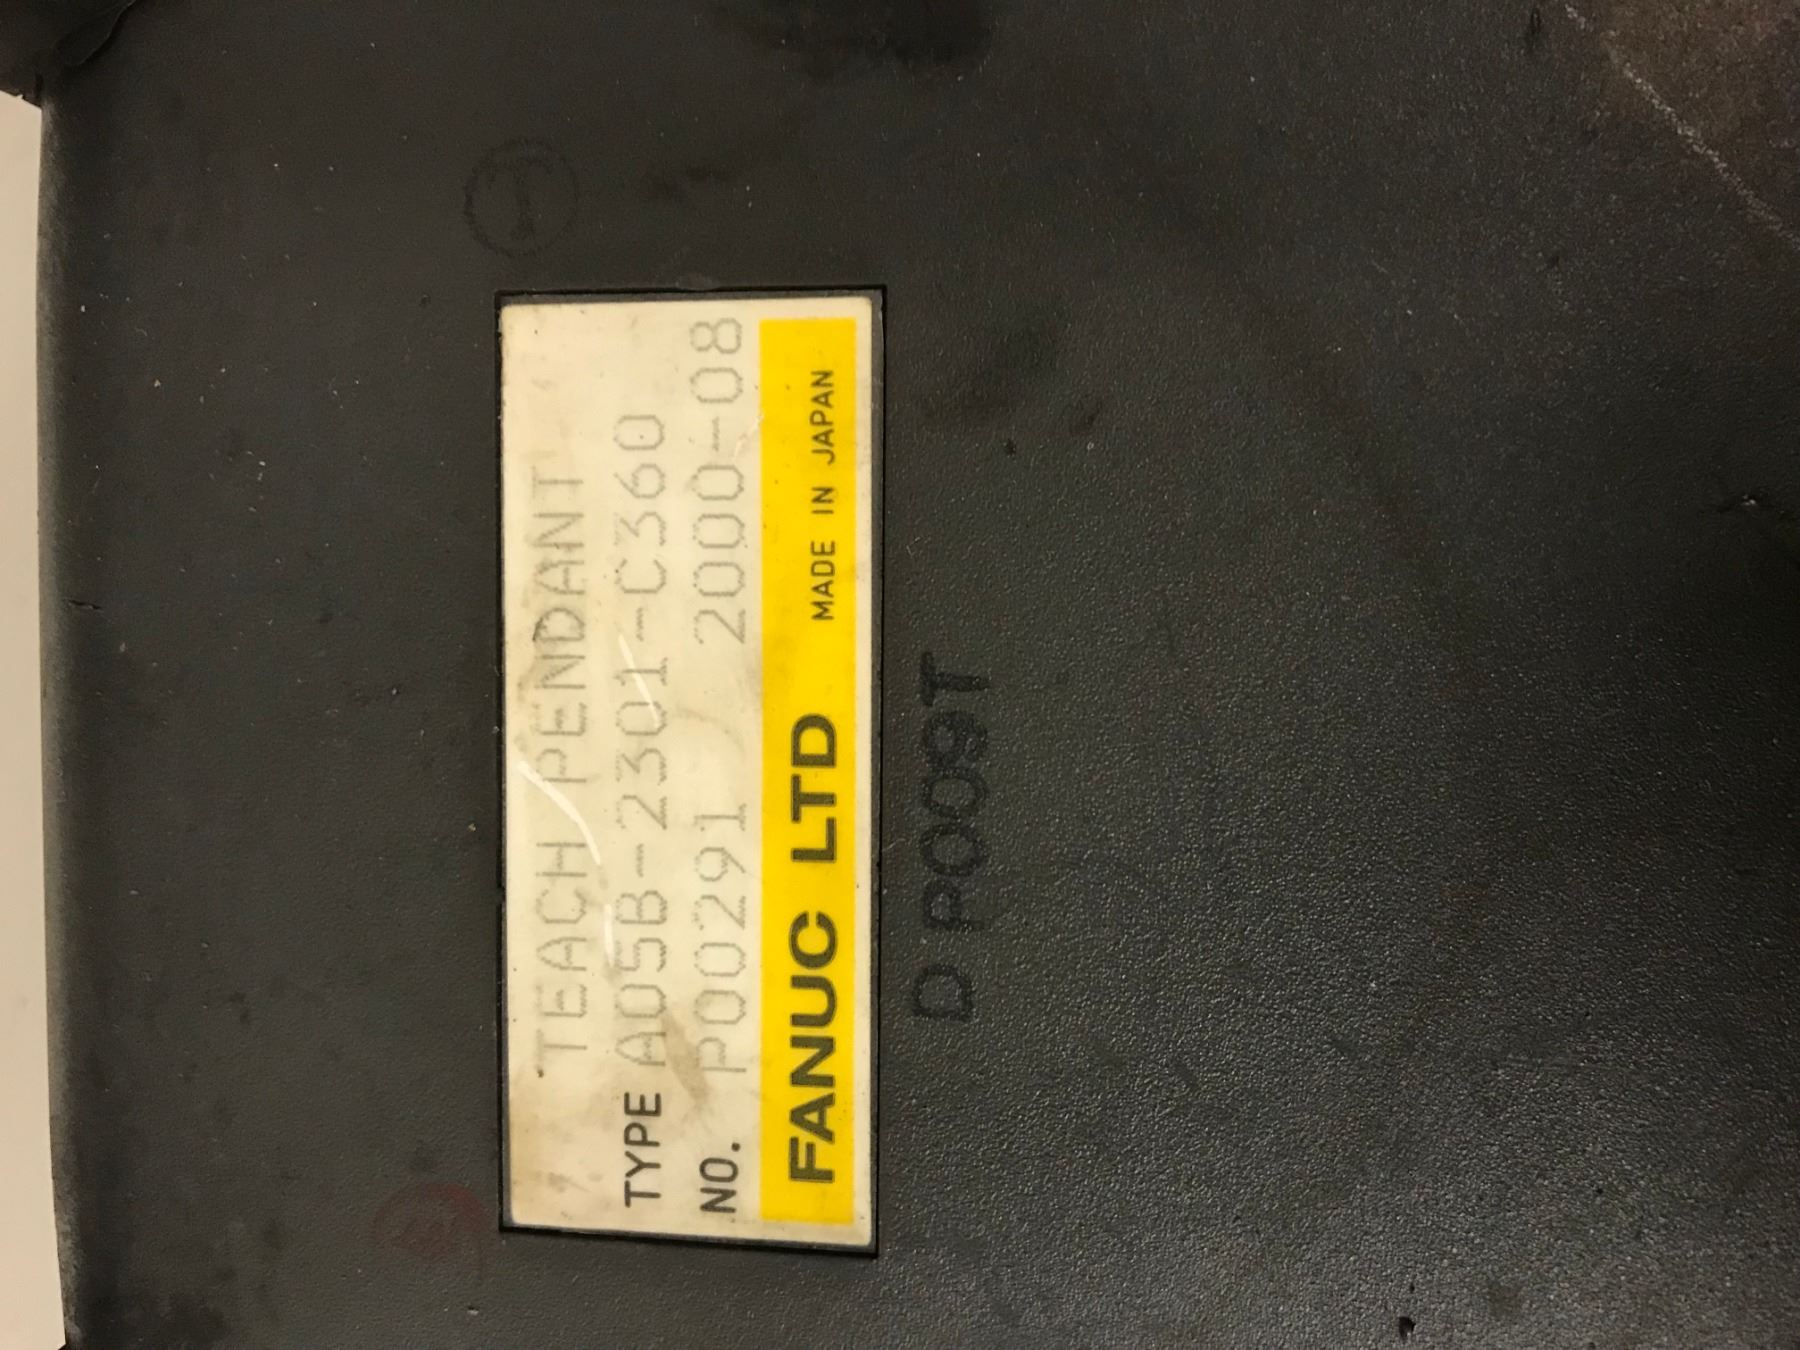 TEACH PENDANT
TYPE A05B-2301-C360
NO. P00291 2000-08
FANUC LTD MADE IN JAPAN
D P009T
T